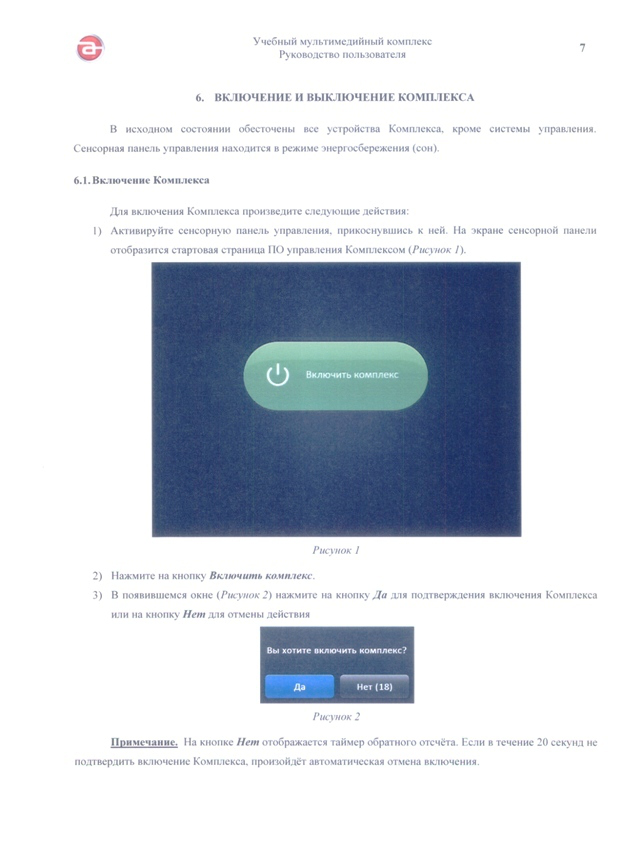 Учебный мультимедийный комплекс
Руководство пользователя
7
6. ВКЛЮЧЕНИЕ И ВЫКЛЮЧЕНИЕ КОМПЛЕКСА
В исходном состоянии обесточены все устройства Комплекса, кроме системы управления.
Сенсорная панель управления находится в режиме энергосбережения (сон).
6.1. Включение Комплекса
Для включения Комплекса произведите следующие действия:
1) Активируйте сенсорную панель управления, прикоснувшись к ней. На экране сенсорной панели
отобразится стартовая страница ПО управления Комплексом (Рисунок 1).
Включить комплекс
Рисунок 1
2) Нажмите на кнопку Включить комплекс.
3) В появившемся окне (Рисунок 2) нажмите на кнопку Да для подтверждения включения Комплекса
или на кнопку Нет для отмены действия
Вы хотите включить комплекс?
Да Нет (18)
Рисунок 2
Примечание. На кнопке Нет отображается таймер обратного отсчёта. Если в течение 20 секунд не
подтвердить включение Комплекса, произойдёт автоматическая отмена включения.